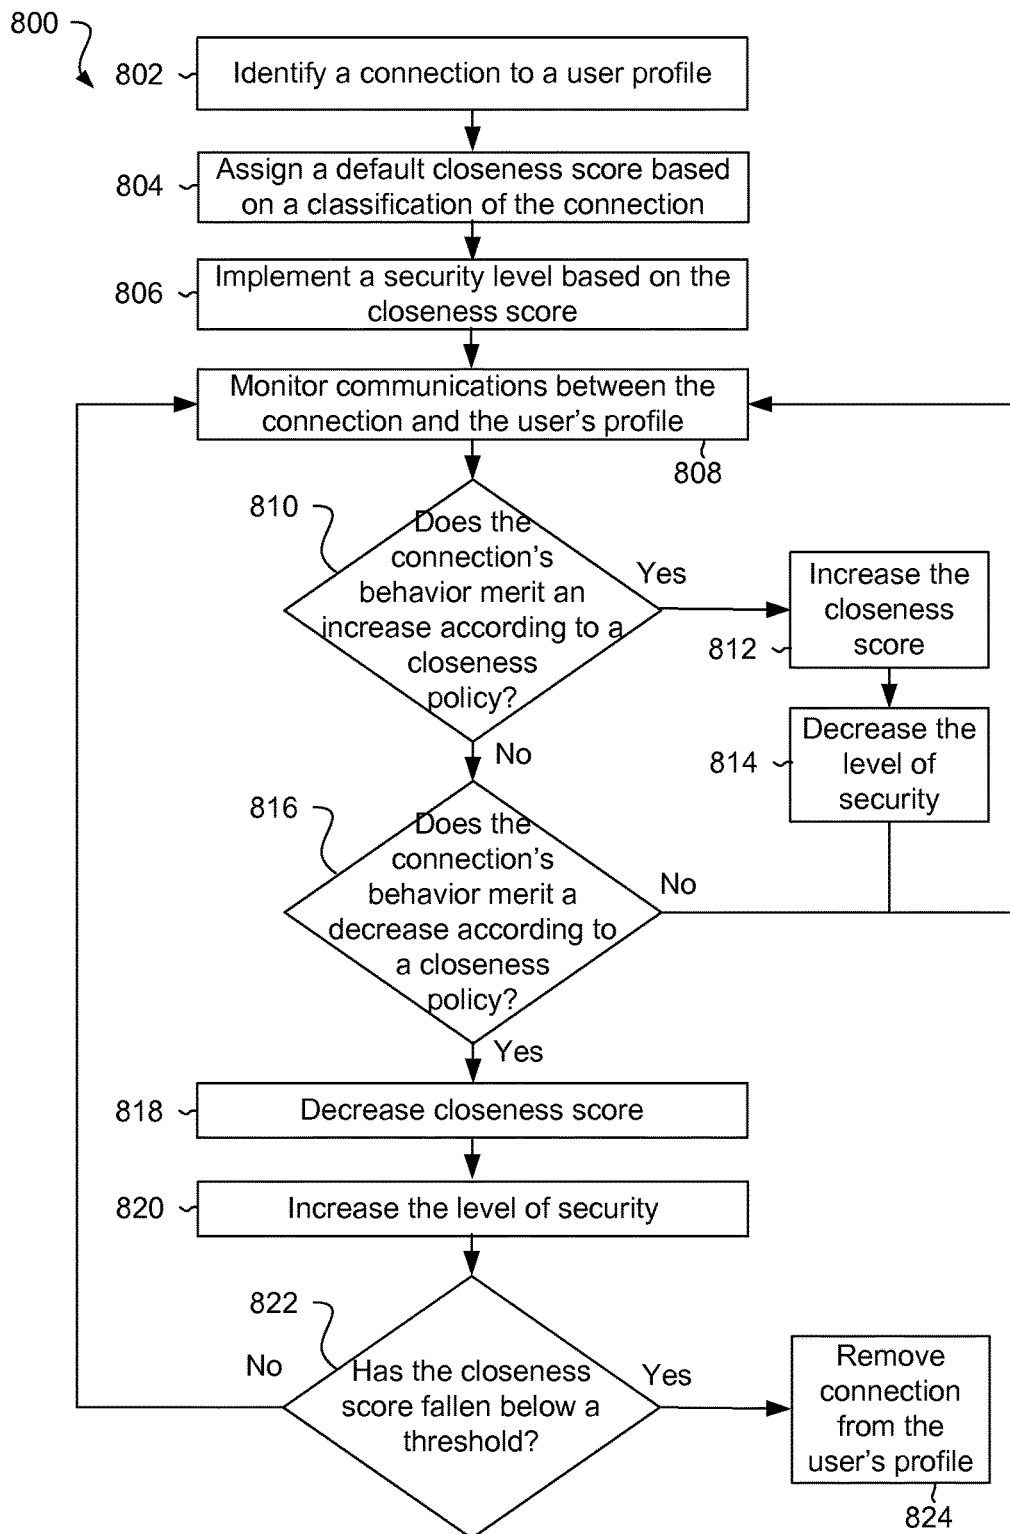 800
802
Identify a connection to a user profile
804
Assign a default closeness score based
on a classification of the connection
806
Implement a security level based on the
closeness score
Monitor communications between the
connection and the user's profile
808
810
Does the
connection's
behavior merit an
increase according to a
closeness
policy?
Yes
Increase the
closeness
score
812
Decrease the
level of
security
814
No
816
Does the
connection's
behavior merit a
decrease according to
a closeness
policy?
No
Yes
818
Decrease closeness score
820
Increase the level of security
822
Has the closeness
score fallen below a
threshold?
No
Yes
Remove
connection
from the
user's profile
824